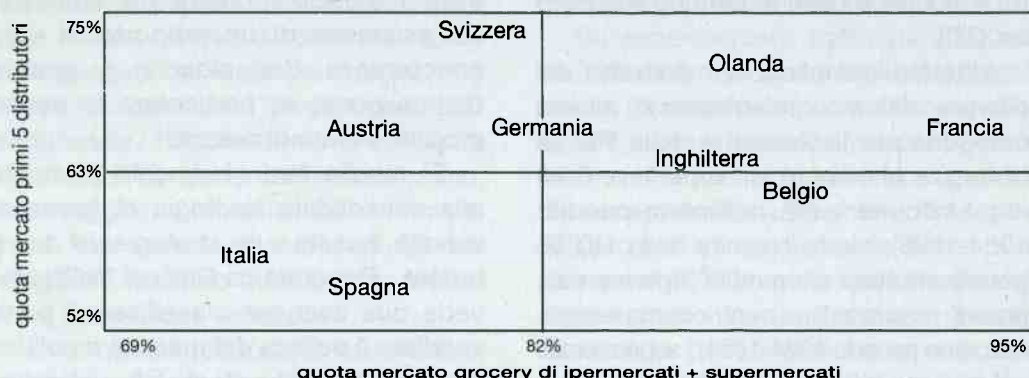 quota mercato primi 5 distributori
75%
Svizzera
Olanda
Austria
Germania
Francia
Inghilterra
63%
Belgio
Italia
Spagna
52%
69%
82%
95%
quota mercato grocery di ipermercati + supermercati